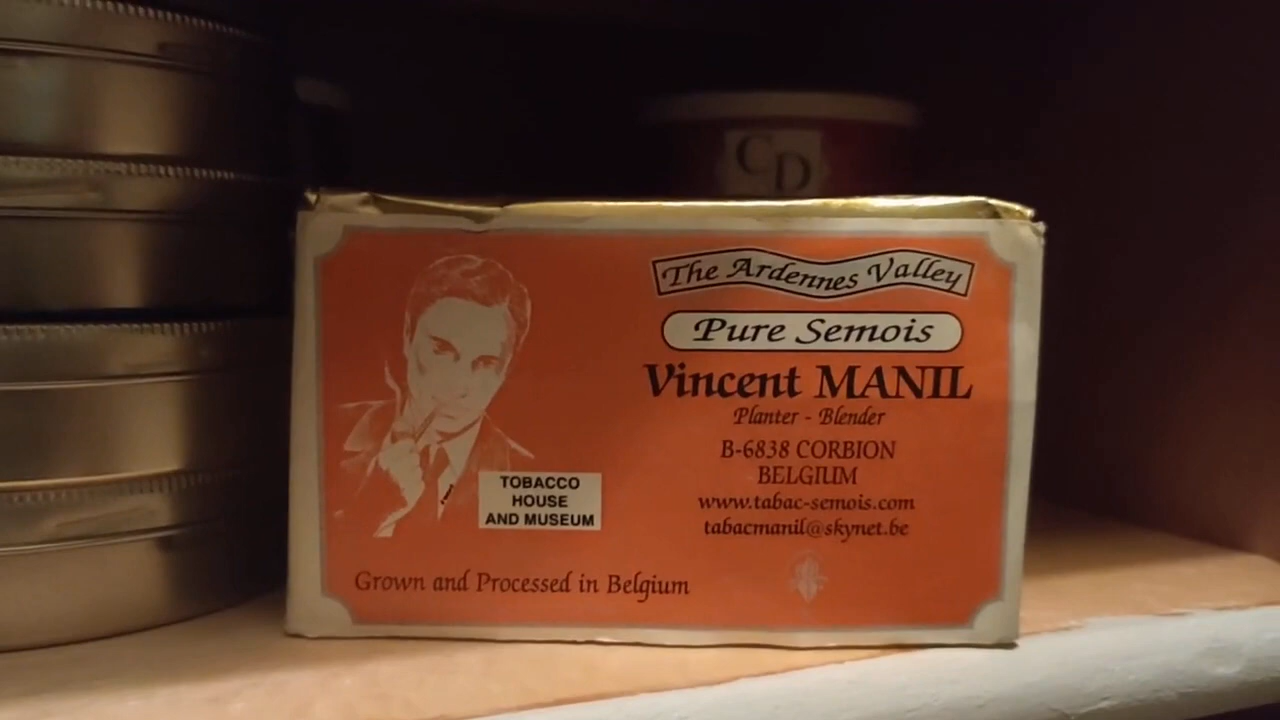 CD
The Ardennes Valley
Pure Semois
Vincent MANIL
Planter - Blender
B-6838 CORBION
BELGIUM
www.tabac-semois.com
tabacmanil@skynet.be
TOBACCO
HOUSE
AND MUSEUM
Grown and Processed in Belgium